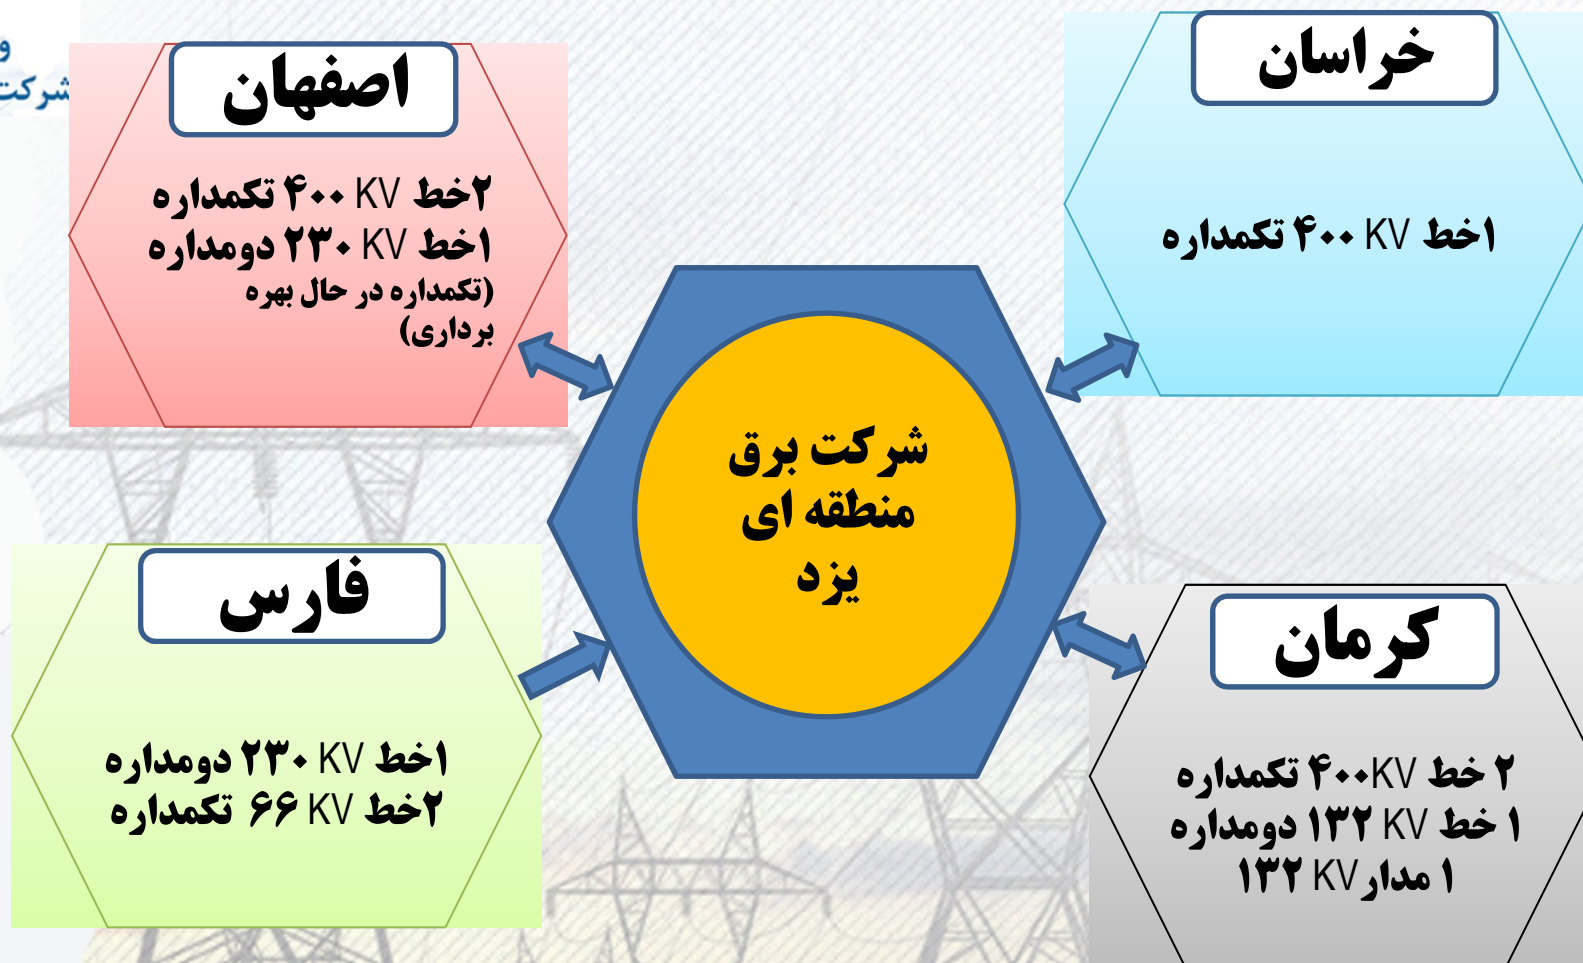 و
شرکت
خراسان
۱خط ۴۰۰ KV تکمداره
اصفهان
۲خط ۴۰۰ KV تکمداره
۱خط ۲۳۰ KV دومداره
(تکمداره در حال بهره
برداری)
شرکت برق
منطقه ای
یزد
کرمان
۲ خط ۴۰۰KV تکمداره
۱ خط ۱۳۲ KV دومداره
۱ مدار۱۳۲ KV
فارس
۱خط ۲۳۰ KV دومداره
۲خط ۶۶ KV تکمداره